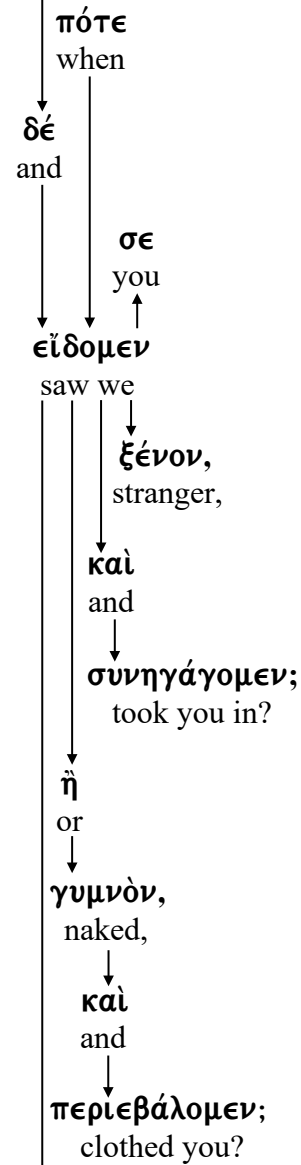 πότε
when
δέ
and
σε
you
εἴδομεν
saw we
ξένον,
stranger,
καὶ
and
συνηγάγομεν;
took you in?
ἢ
or
γυμνὸν,
naked,
καὶ
and
περιεβάλομεν;
clothed you?